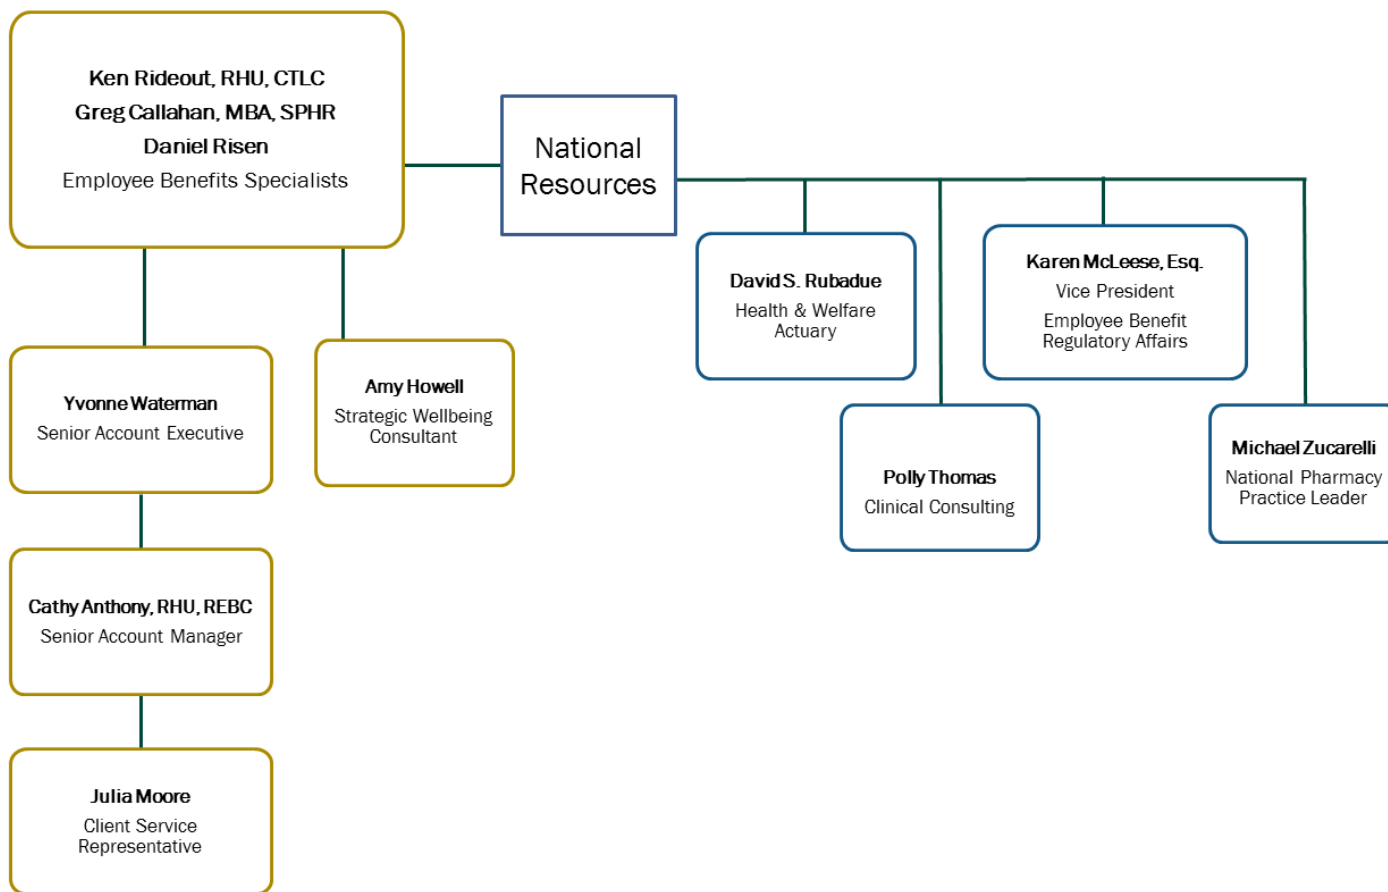 Ken Rideout, RHU, CTLC
Greg Callahan, MBA, SPHR
Daniel Risen
Employee Benefits Specialists
National
Resources
David S. Rubadue
Health & Welfare
Actuary
Karen McLeese, Esq.
Vice President
Employee Benefit
Regulatory Affairs
Yvonne Waterman
Senior Account Executive
Amy Howell
Strategic Wellbeing
Consultant
Polly Thomas
Clinical Consulting
Michael Zucarelli
National Pharmacy
Practice Leader
Cathy Anthony, RHU, REBC
Senior Account Manager
Julia Moore
Client Service
Representative